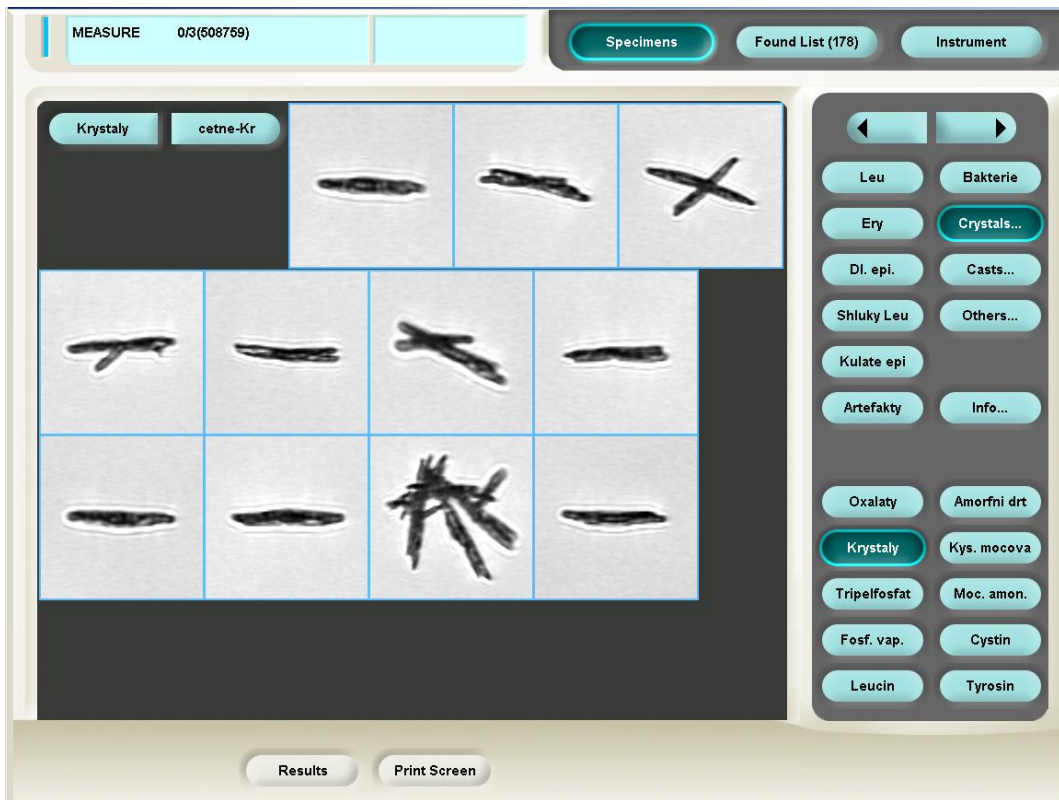 MEASURE 0/3(508759)
Specimens Found List (178) Instrument
Krystaly cetne-Kr
Leu Bakterie
Ery Crystals...
Dl. epi. Casts...
Shluky Leu Others...
Kulate epi
Artefakty Info...
Oxalaty Amorfni drt
Krystaly Kys. mocova
Tripelfosfat Moc. amon.
Fosf. vap. Cystin
Leucin Tyrosin
Results Print Screen